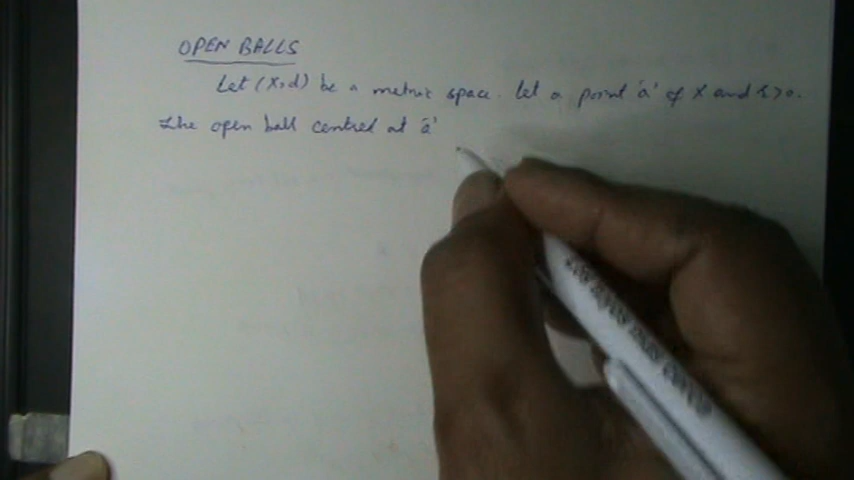 OPEN BALLS
Let (X,d) be a metric space. Let a point 'a' of X and r>0.
The open ball centred at 'a'